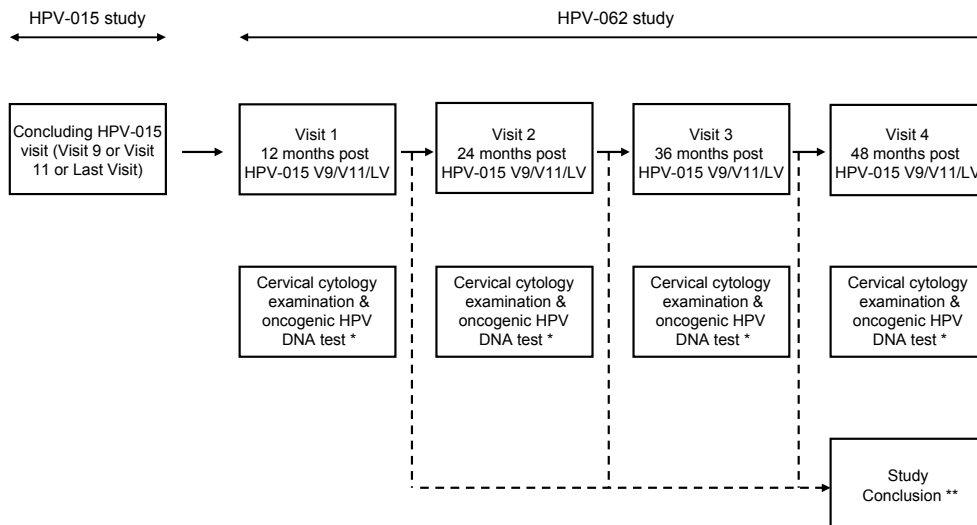 HPV-015 study
HPV-062 study
Concluding HPV-015
visit (Visit 9 or Visit
11 or Last Visit)
Visit 1
12 months post
HPV-015 V9/V11/LV
Visit 2
24 months post
HPV-015 V9/V11/LV
Visit 3
36 months post
HPV-015 V9/V11/LV
Visit 4
48 months post
HPV-015 V9/V11/LV
Cervical cytology
examination &
oncogenic HPV
DNA test *
Cervical cytology
examination &
oncogenic HPV
DNA test *
Cervical cytology
examination &
oncogenic HPV
DNA test *
Cervical cytology
examination &
oncogenic HPV
DNA test *
Study
Conclusion **